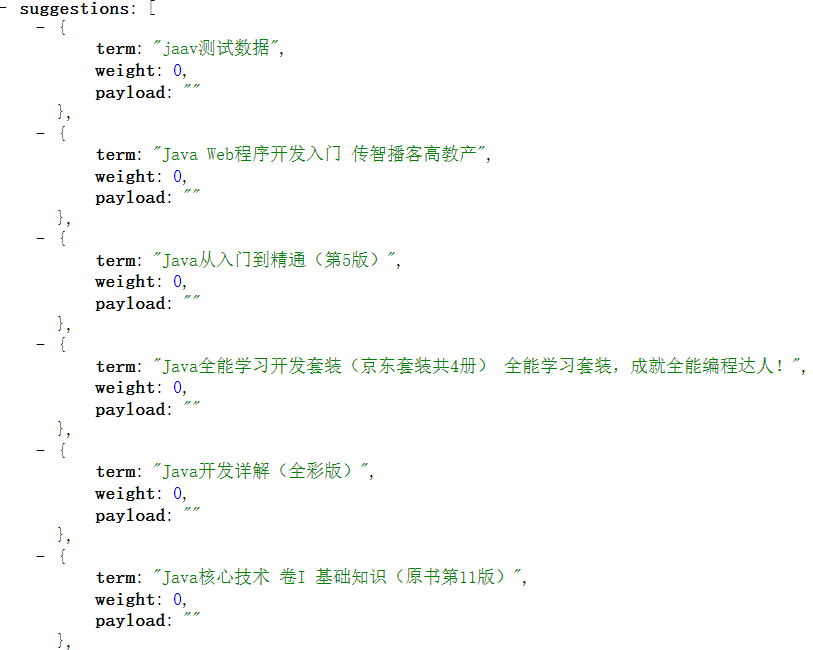 - suggestions: [
- {
term: "jaav测试数据",
weight: 0,
payload: ""
},
- {
term: "Java Web程序开发入门 传智播客高教产",
weight: 0,
payload: ""
},
- {
term: "Java从入门到精通（第5版）",
weight: 0,
payload: ""
},
- {
term: "Java全能学习开发套装（京东套装共4册） 全能学习套装，成就全能编程达人！",
weight: 0,
payload: ""
},
- {
term: "Java开发详解（全彩版）",
weight: 0,
payload: ""
},
- {
term: "Java核心技术 卷I 基础知识（原书第11版）",
weight: 0,
payload: ""
},